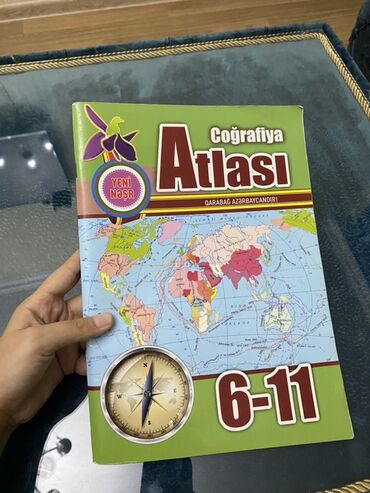 Coğrafiya
Atlası
YENİ
NƏŞR
QARABAĞ AZƏRBAYCANDIR!
6-11